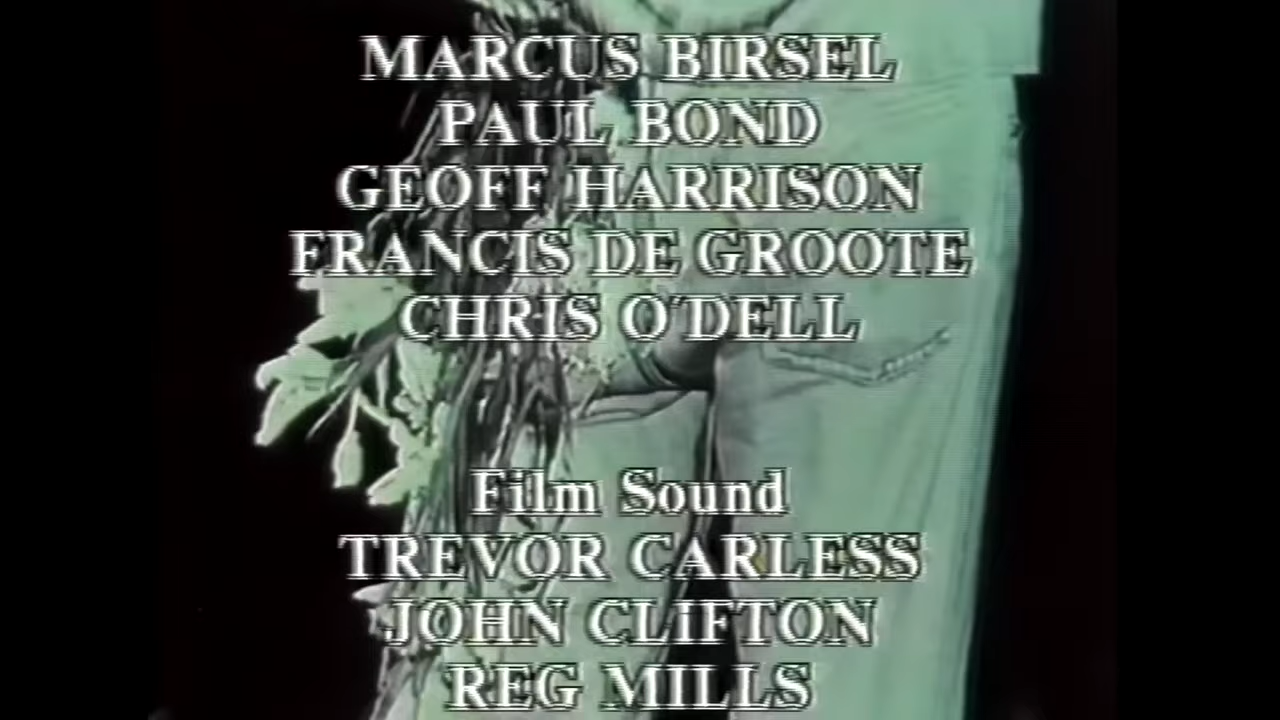 MARCUS BIRSEL
PAUL BOND
GEOFF HARRISON
FRANCIS DE GROOTE
CHRIS O'DELL
Film Sound
TREVOR CARLESS
JOHN CLIFTON
REG MILLS